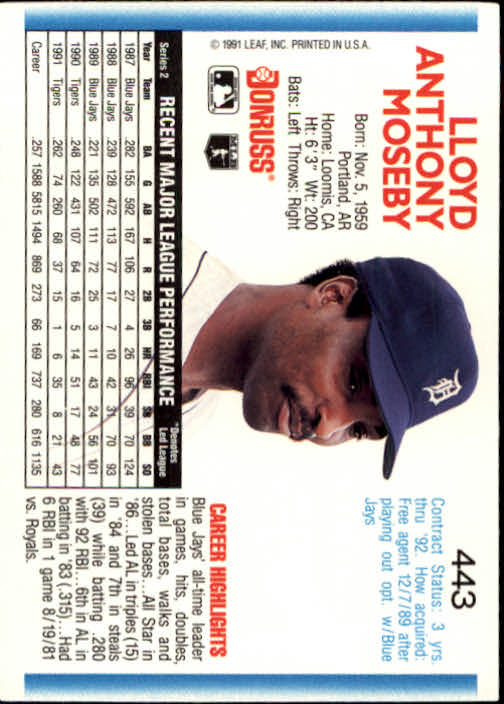 LLOYD
ANTHONY
MOSEBY
443
Born: Nov. 5, 1959
Portland, AR
Home: Loomis, CA
Ht: 6'3" Wt: 200
Bats: Left Throws: Right
DONRUSS
MLB
© 1991 LEAF, INC. PRINTED IN U.S.A.
D
Contract Status: 3 yrs.
thru '92. How acquired:
Free agent 12/7/89 after
playing out opt. w/Blue
Jays
CAREER HIGHLIGHTS
Blue Jays' all-time leader
in games, hits, doubles,
total bases, walks and
stolen bases...All Star in
'86...Led AL in triples (15)
in '84 and 7th in steals
(39) while batting .280
with 92 RBI...6th in AL in
batting in '83 (.315)...Had
6 RBI in 1 game 8/19/81
vs. Royals.
Series 2 RECENT MAJOR LEAGUE PERFORMANCE *Denotes Led League
Year Team BA G AB H R 2B 3B HR RBI SB BB SO
1987 Blue Jays .282 155 592 167 106 27 4 26 96 39 70 124
1988 Blue Jays .239 128 472 113 77 17 7 10 42 31 70 93
1989 Blue Jays .221 135 502 111 72 25 3 11 43 24 56 101
1990 Tigers .248 122 431 107 64 16 5 14 51 17 48 77
1991 Tigers .262 74 260 68 37 15 1 6 35 8 21 43
Career .257 1588 5815 1494 869 273 66 169 737 280 616 1135